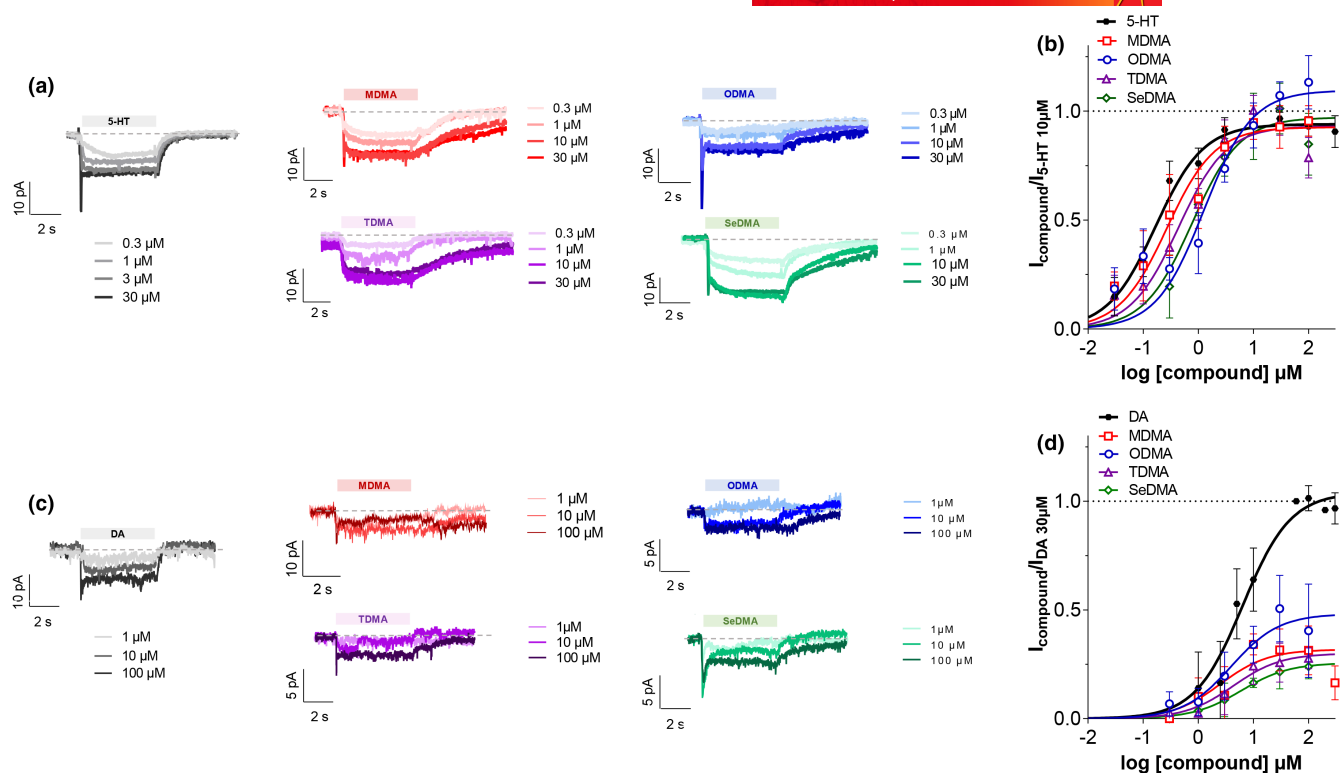 (a)
5-HT
10 pA
2 s
0.3 µM
1 µM
3 µM
30 µM
MDMA
0.3 µM
1 µM
10 µM
30 µM
10 pA
2 s
ODMA
0.3 µM
1 µM
10 µM
30 µM
10 pA
2 s
TDMA
0.3 µM
1 µM
10 µM
30 µM
10 pA
2 s
SeDMA
0.3 µM
1 µM
10 µM
30 µM
10 pA
2 s
(b)
5-HT
MDMA
ODMA
TDMA
SeDMA
Icompound/I5-HT 10µM
1.0
0.5
0.0
-2 -1 0 1 2
log [compound] µM
(c)
DA
10 pA
2 s
1 µM
10 µM
100 µM
MDMA
1 µM
10 µM
100 µM
10 pA
2 s
ODMA
1µM
10 µM
100 µM
5 pA
2 s
TDMA
1µM
10 µM
100 µM
5 pA
2 s
SeDMA
1µM
10 µM
100 µM
5 pA
2 s
(d)
DA
MDMA
ODMA
TDMA
SeDMA
Icompound/IDA 30µM
1.0
0.5
0.0
-2 -1 0 1 2
log [compound] µM